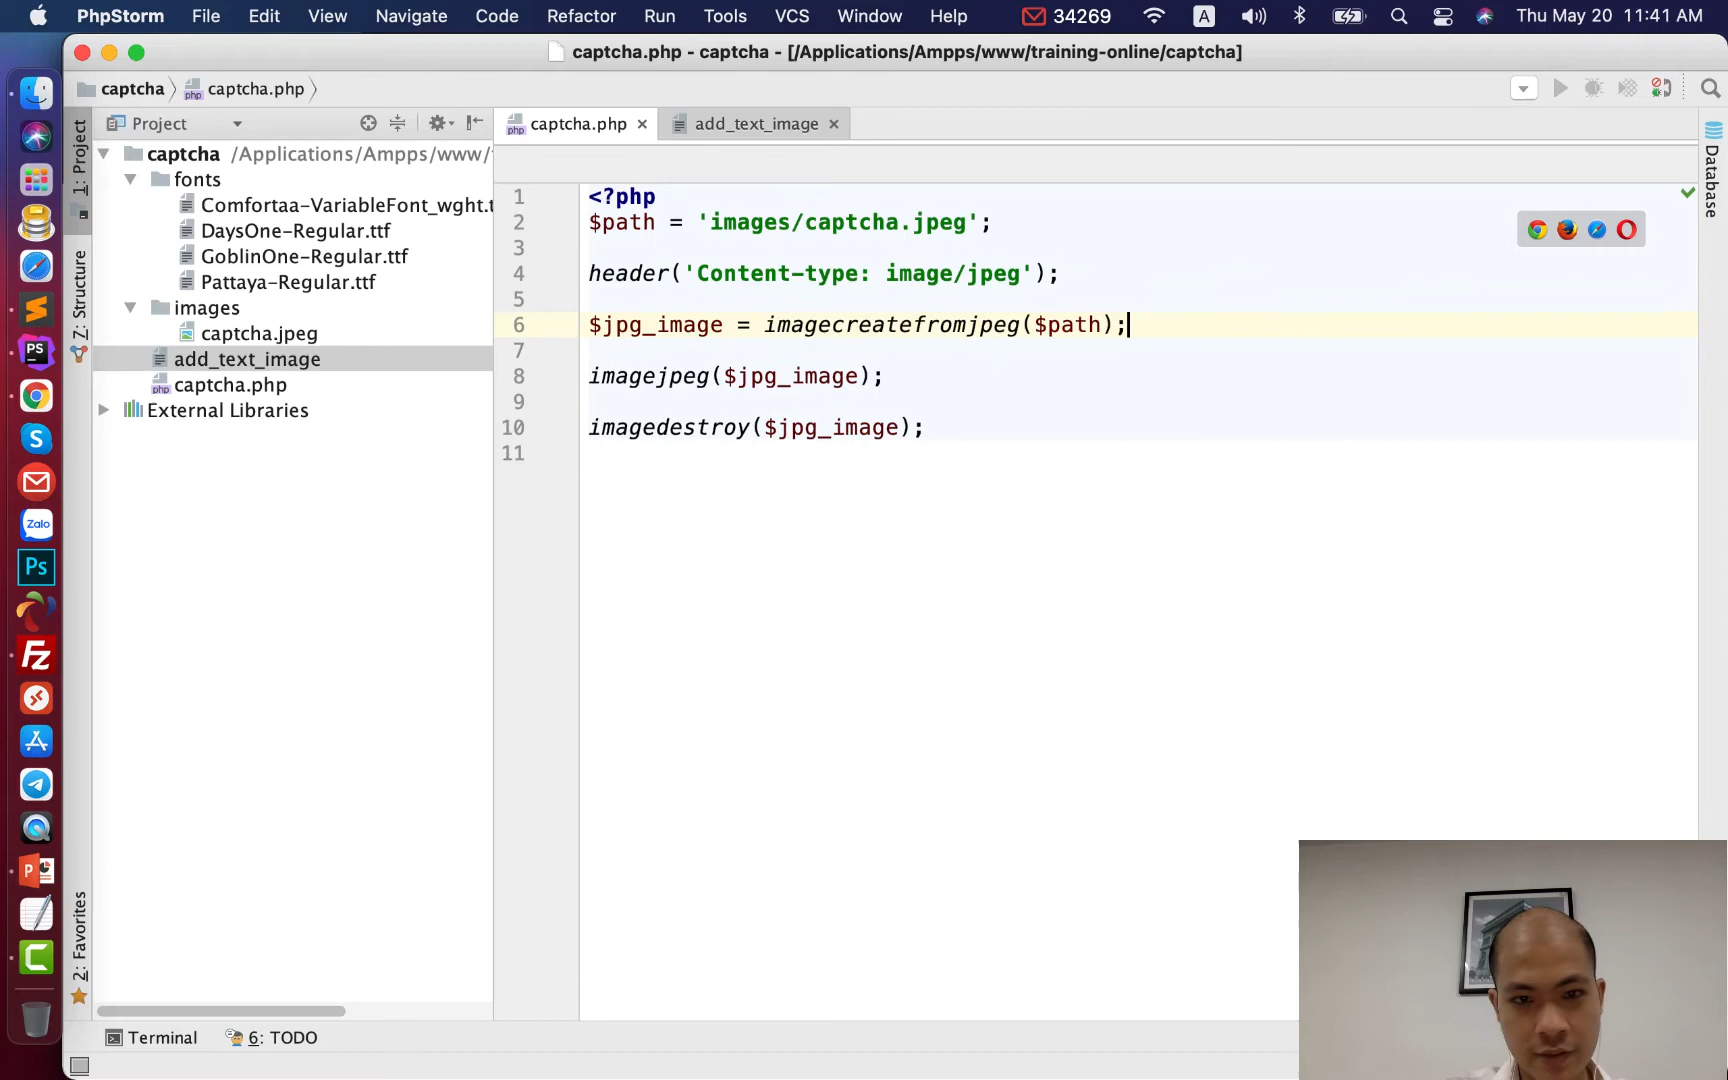 PhpStorm File Edit View Navigate Code Refactor Run Tools VCS Window Help 34269 A Thu May 20 11:41 AM
captcha.php - captcha - [/Applications/Ampps/www/training-online/captcha]
captcha captcha.php
Project
captcha.php
add_text_image
1: Project
Z: Structure
2: Favorites
captcha /Applications/Ampps/www/
fonts
Comfortaa-VariableFont_wght.t
DaysOne-Regular.ttf
GoblinOne-Regular.ttf
Pattaya-Regular.ttf
images
captcha.jpeg
add_text_image
captcha.php
External Libraries
1 <?php
2 $path = 'images/captcha.jpeg';
3
4 header('Content-type: image/jpeg');
5
6 $jpg_image = imagecreatefromjpeg($path);
7
8 imagejpeg($jpg_image);
9
10 imagedestroy($jpg_image);
11
Database
PS
Zalo
Ps
Fz
P
Terminal 6: TODO